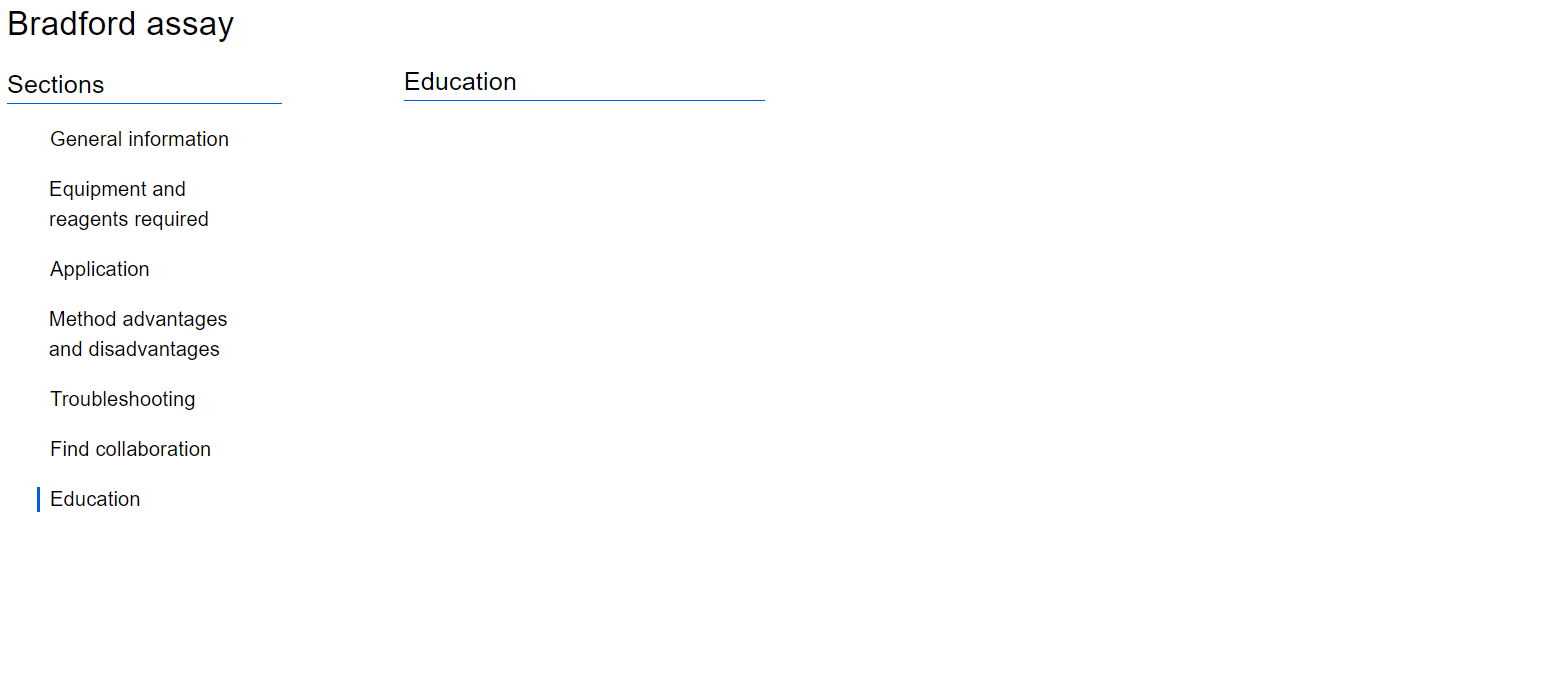 Bradford assay
Sections
General information
Equipment and
reagents required
Application
Method advantages
and disadvantages
Troubleshooting
Find collaboration
Education
Education